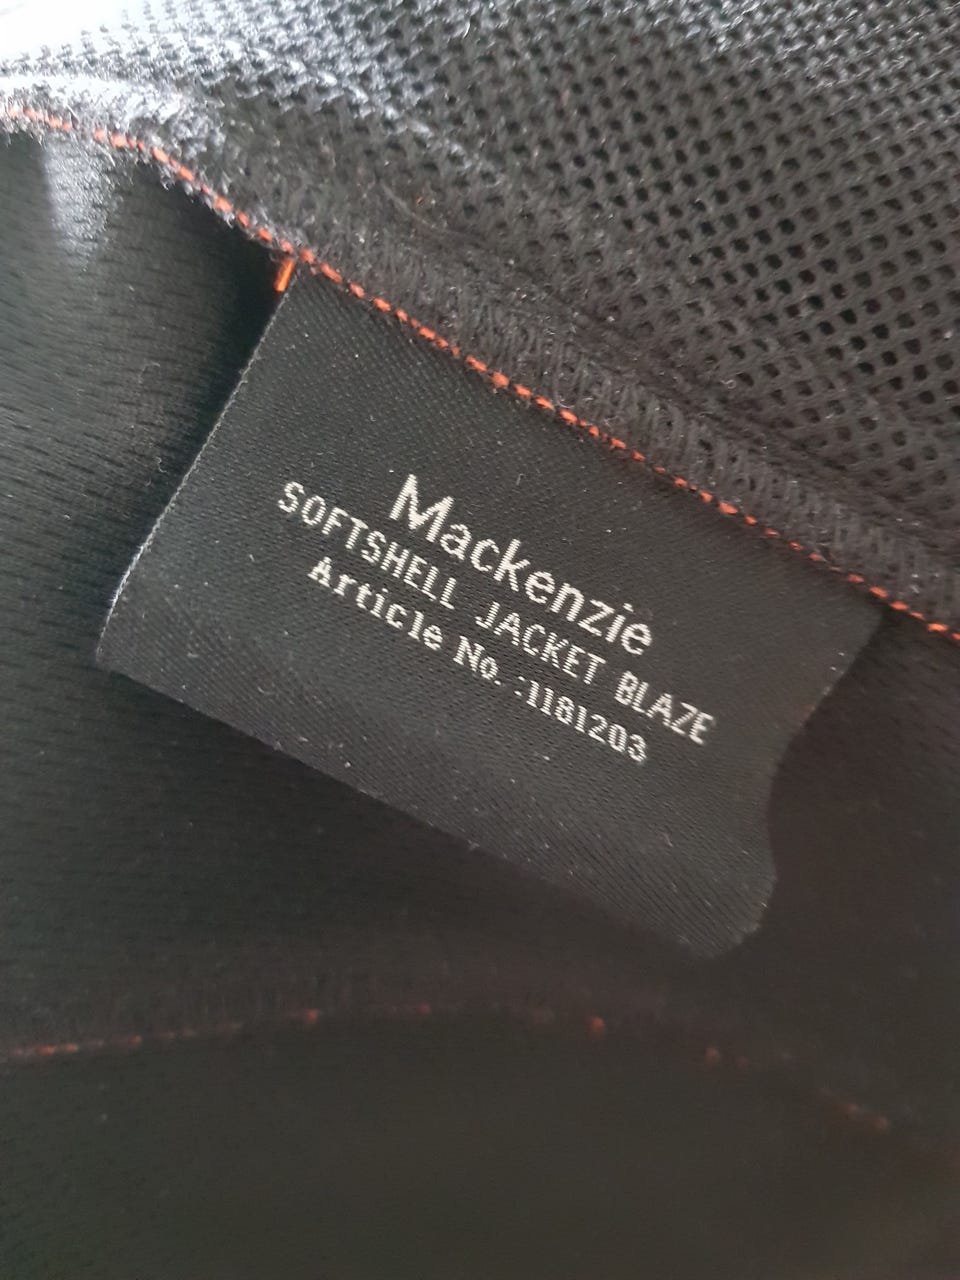 Mackenzie
SOFTSHELL JACKET BLAZE
Article No. :1181203